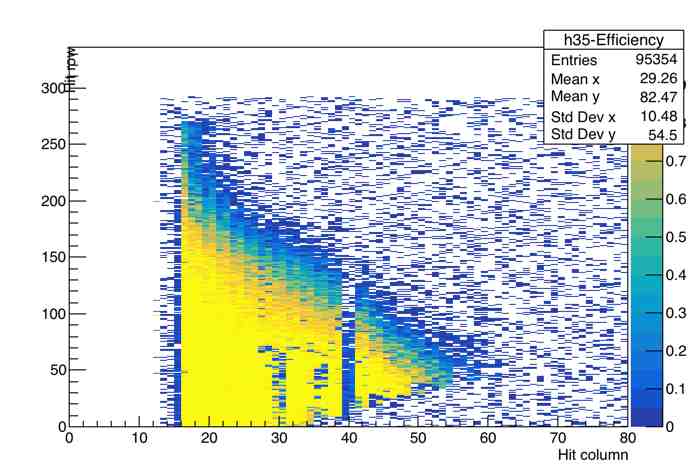 h35-Efficiency
Entries 95354
Mean x 29.26
Mean y 82.47
Std Dev x 10.48
Std Dev y 54.5
Hit row
300
250
200
150
100
50
0
0 10 20 30 40 50 60 70 80
Hit column
0.7
0.6
0.5
0.4
0.3
0.2
0.1
0